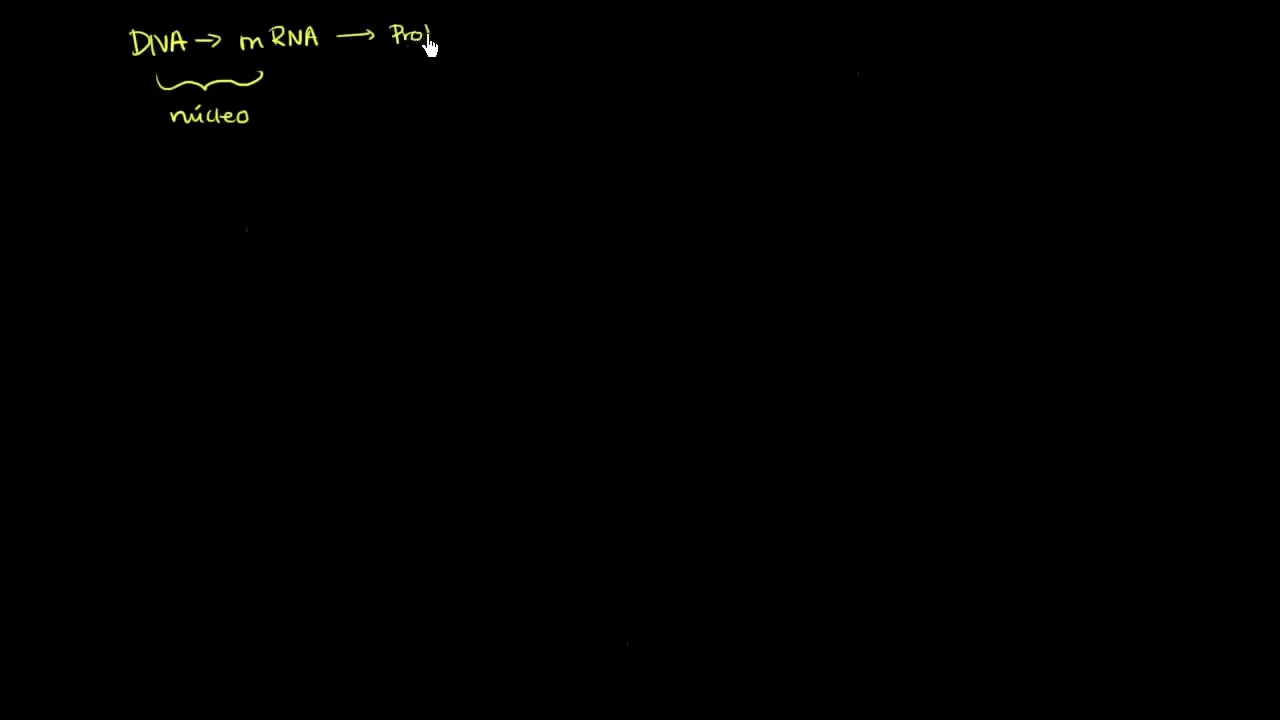 DNA → mRNA → Pro
núcleo